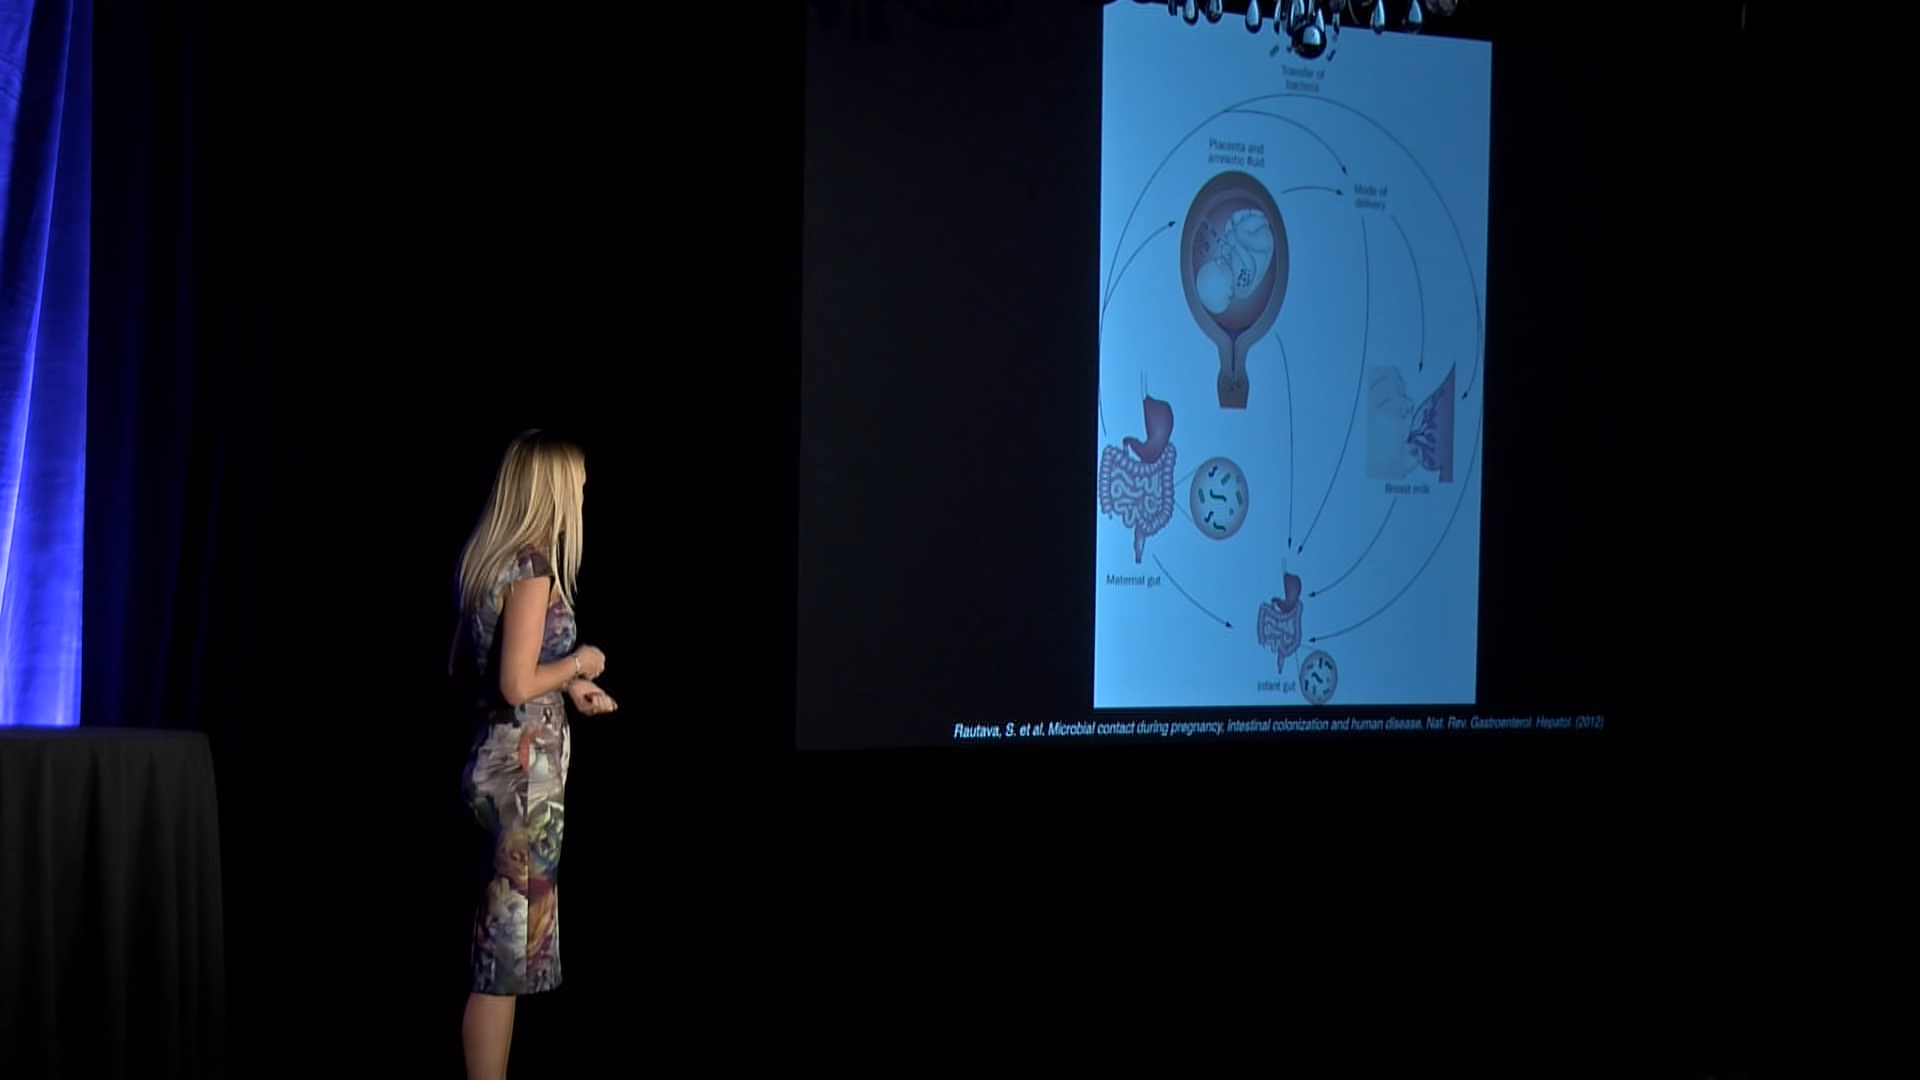 Transfer of
bacteria
Placenta and
amniotic fluid
Mode of
delivery
Breast milk
Maternal gut
infant gut
Rautava, S. et al. Microbial contact during pregnancy, intestinal colonization and human disease, Nat. Rev. Gastroenterol. Hepatol. (2012)